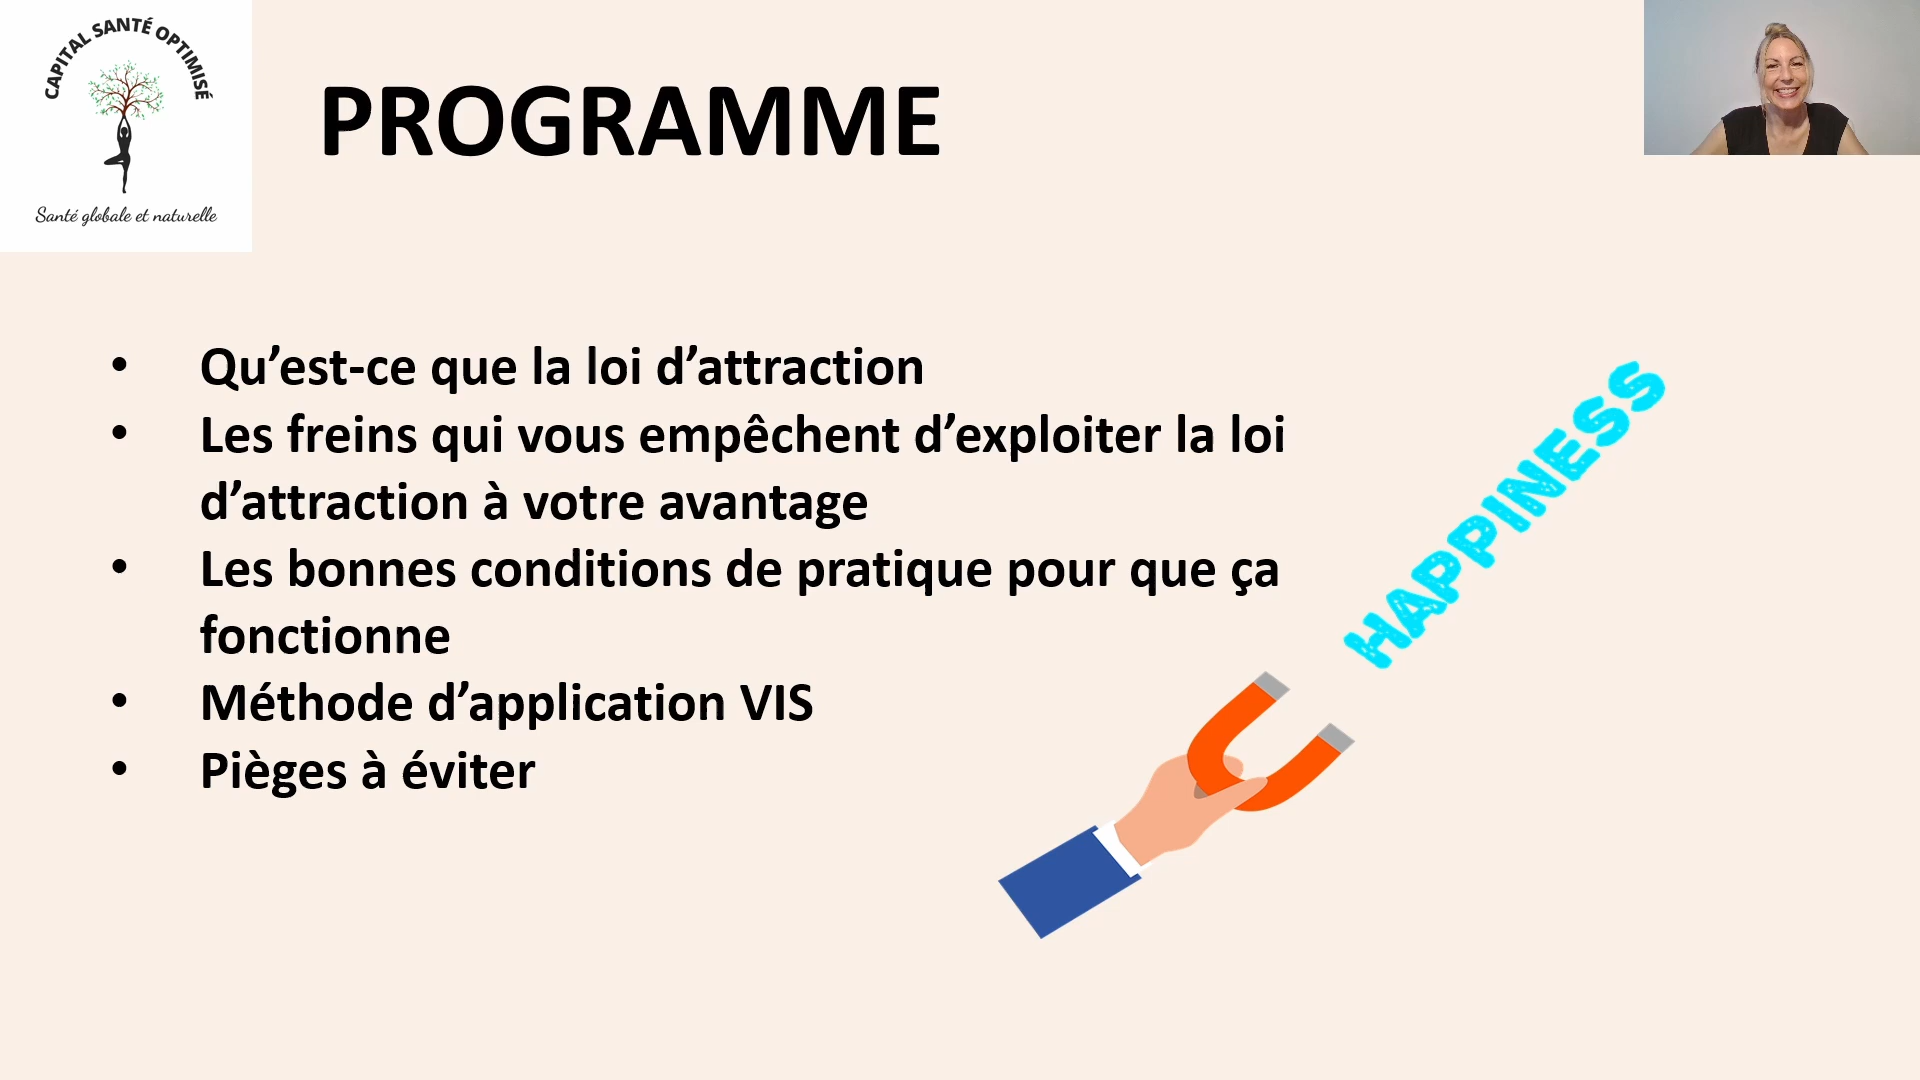 CAPITAL SANTÉ OPTIMISÉ
Santé globale et naturelle
PROGRAMME
• Qu’est-ce que la loi d’attraction
• Les freins qui vous empêchent d’exploiter la loi
d’attraction à votre avantage
• Les bonnes conditions de pratique pour que ça
fonctionne
• Méthode d’application VIS
• Pièges à éviter
HAPPINESS